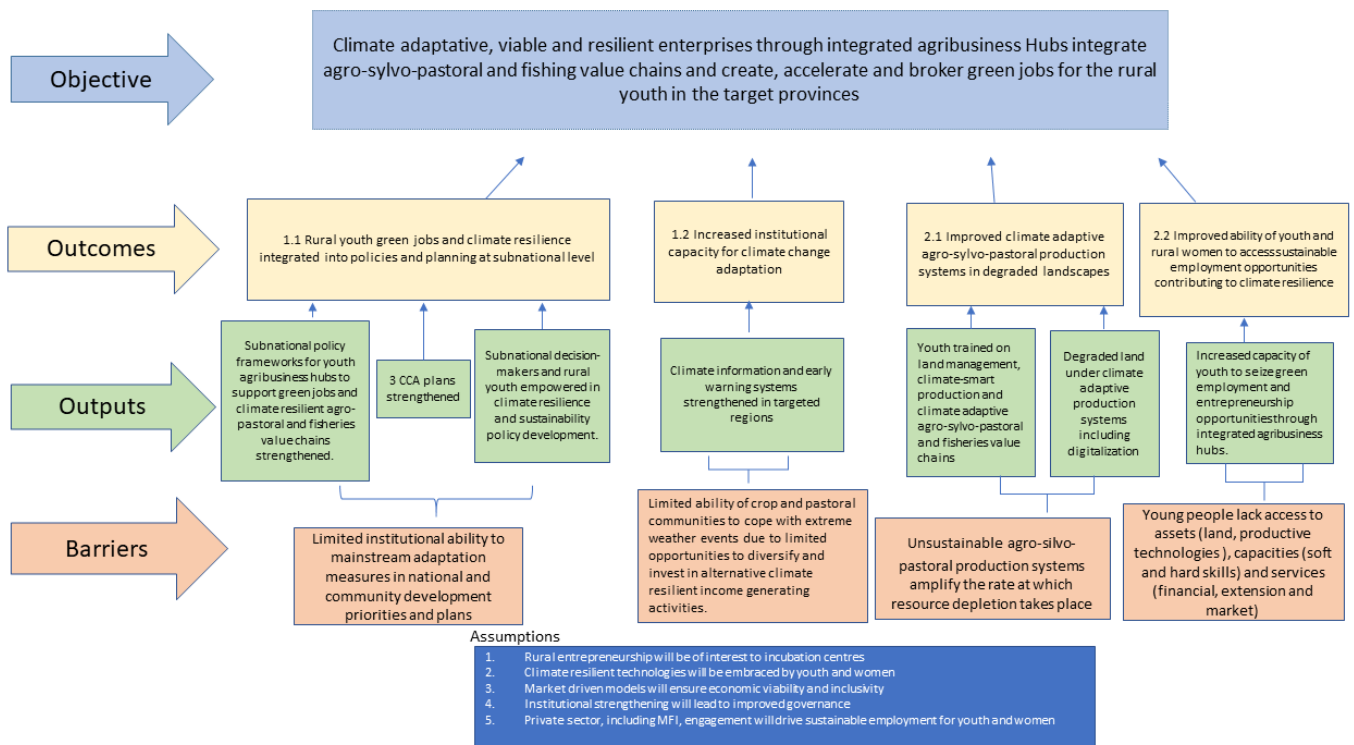 Objective
Climate adaptative, viable and resilient enterprises through integrated agribusiness Hubs integrate
agro-sylvo-pastoral and fishing value chains and create, accelerate and broker green jobs for the rural
youth in the target provinces
Outcomes
1.1 Rural youth green jobs and climate resilience
integrated into policies and planning at subnational level
1.2 Increased institutional
capacity for climate change
adaptation
2.1 Improved climate adaptive
agro-sylvo-pastoral production
systems in degraded landscapes
2.2 Improved ability of youth and
rural women to access sustainable
employment opportunities
contributing to climate resilience
Outputs
Subnational policy
frameworks for youth
agribusiness hubs to
support green jobs and
climate resilient agro-
pastoral and fisheries
value chains
strengthened.
3 CCA plans
strengthened
Subnational decision-
makers and rural
youth empowered in
climate resilience
and sustainability
policy development.
Climate information and early
warning systems
strengthened in targeted
regions
Youth trained on
land management,
climate-smart
production and
climate adaptive
agro-sylvo-pastoral
and fisheries value
chains
Degraded land
under climate
adaptive
production
systems
including
digitalization
Increased capacity of
youth to seize green
employment and
entrepreneurship
opportunities through
integrated agribusiness
hubs.
Barriers
Limited institutional ability to
mainstream adaptation
measures in national and
community development
priorities and plans
Limited ability of crop and pastoral
communities to cope with extreme
weather events due to limited
opportunities to diversify and
invest in alternative climate
resilient income generating
activities.
Unsustainable agro-silvo-
pastoral production systems
amplify the rate at which
resource depletion takes place
Young people lack access to
assets (land, productive
technologies ), capacities (soft
and hard skills) and services
(financial, extension and
market)
Assumptions
1. Rural entrepreneurship will be of interest to incubation centres
2. Climate resilient technologies will be embraced by youth and women
3. Market driven models will ensure economic viability and inclusivity
4. Institutional strengthening will lead to improved governance
5. Private sector, including MFI, engagement will drive sustainable employment for youth and women